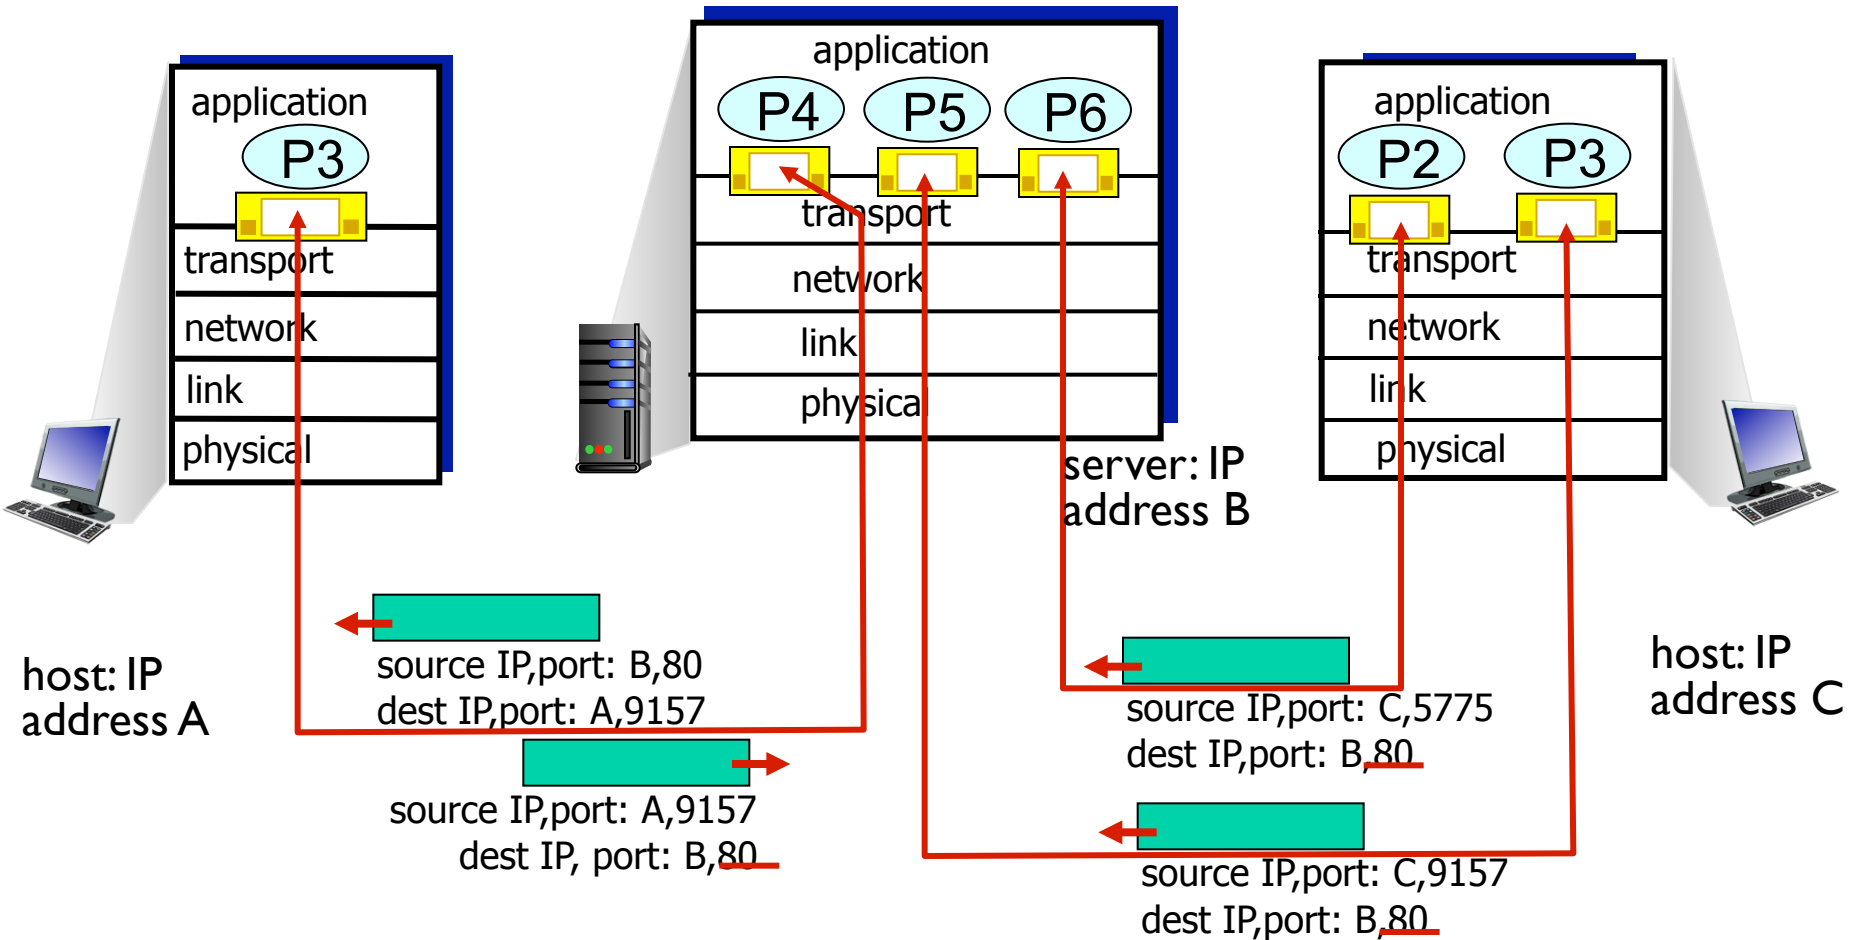 application
P3
transport
network
link
physical
host: IP
address A
application
P4 P5 P6
transport
network
link
physical
server: IP
address B
application
P2 P3
transport
network
link
physical
host: IP
address C
source IP,port: B,80
dest IP,port: A,9157
source IP,port: A,9157
dest IP, port: B,80
source IP,port: C,5775
dest IP,port: B,80
source IP,port: C,9157
dest IP,port: B,80